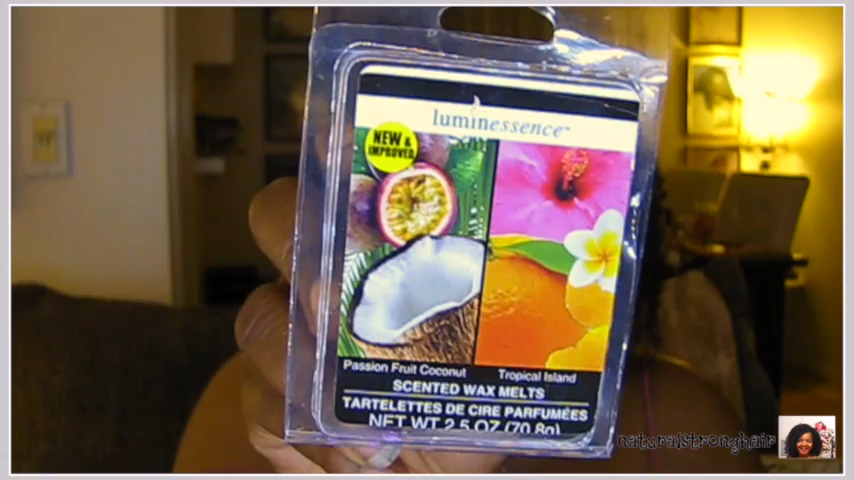 luminessence™
NEW &
IMPROVED
Passion Fruit Coconut Tropical Island
SCENTED WAX MELTS
TARTELETTES DE CIRE PARFUMÉES
NET WT 2.5 OZ (70.8g)
naturalstronghair